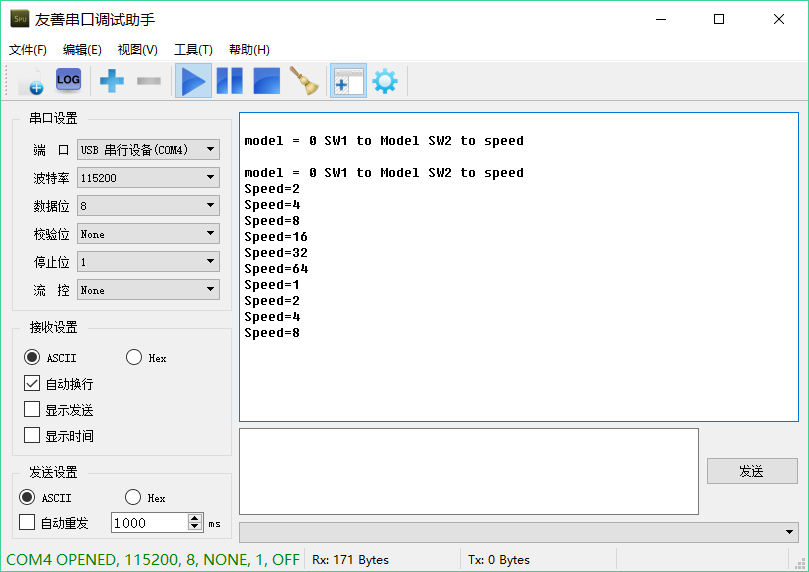 友善串口调试助手
文件(F) 编辑(E) 视图(V) 工具(T) 帮助(H)
LOG
串口设置
端 口 USB 串行设备(COM4)
波特率 115200
数据位 8
校验位 None
停止位 1
流 控 None
接收设置
ASCII Hex
自动换行
显示发送
显示时间
发送设置
ASCII Hex
自动重发 1000 ms
model = 0 SW1 to Model SW2 to speed
model = 0 SW1 to Model SW2 to speed
Speed=2
Speed=4
Speed=8
Speed=16
Speed=32
Speed=64
Speed=1
Speed=2
Speed=4
Speed=8
发送
COM4 OPENED, 115200, 8, NONE, 1, OFF Rx: 171 Bytes Tx: 0 Bytes